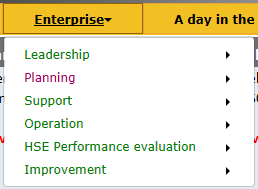 Enterprise A day in the
Leadership
Planning
Support
Operation
HSE Performance evaluation
Improvement